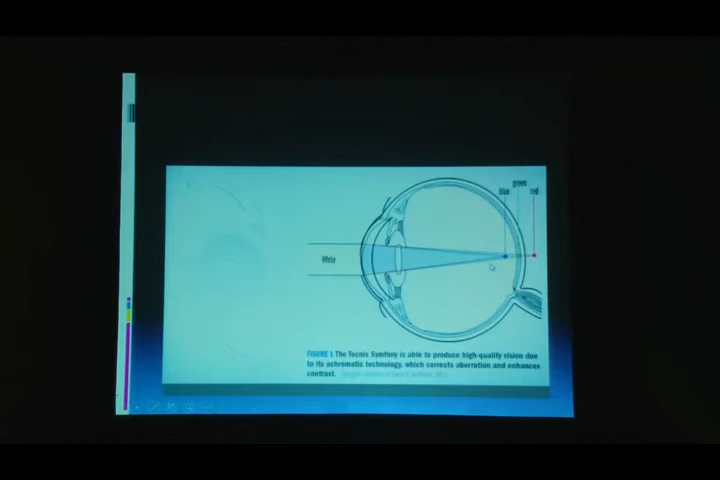 blue
green
red
White
FIGURE 1 The Tecnis Symfony is able to produce high-quality vision due
to its achromatic technology, which corrects aberration and enhances
contrast.